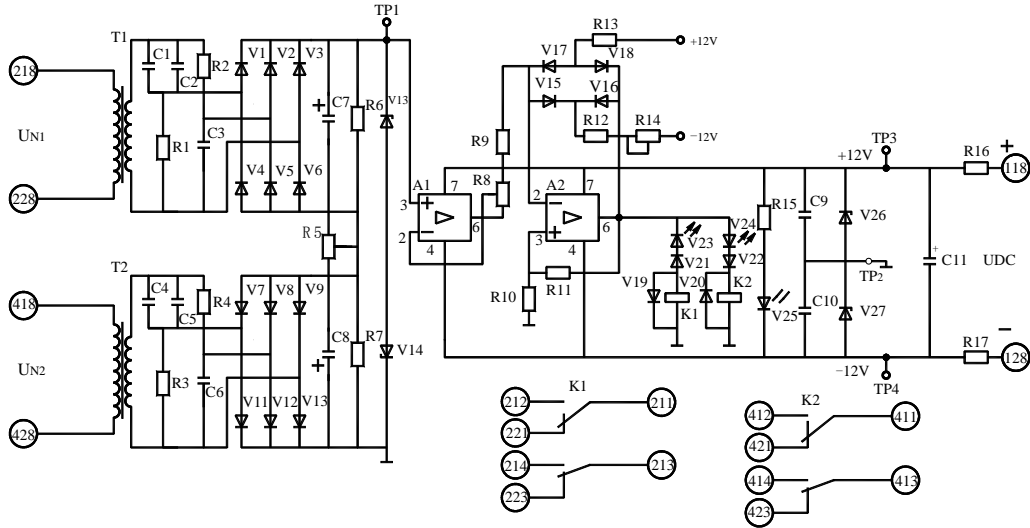 TP1
R13
+12V
T1
C1
C2
R2
V1
V2
V3
V17
V18
218
V15
V16
C7
R6
V13
R12
R14
−12V
UN1
R1
C3
R9
TP3
+12V
R16
+
118
V4
V5
V6
A1
7
R8
A2
7
228
3
+
2
−
R15
C9
V26
6
6
V24
2
−
4
3
+
4
V23
R5
V21
V22
C11
+
UDC
T2
R11
TP2
C4
C5
R4
V7
V8
V9
R10
V19
V20
K2
C10
418
K1
V25
V27
C8
R7
V14
−
R17
128
UN2
R3
C6
−12V
TP4
V11
V12
V13
K1
K2
212
211
412
411
428
221
421
214
213
414
413
223
423
+
+